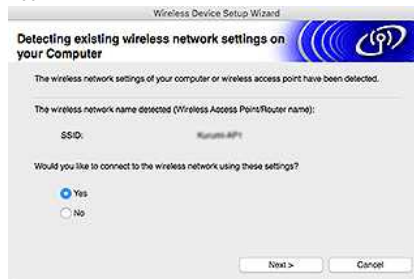 Wireless Device Setup Wizard
Detecting existing wireless network settings on
your Computer
The wireless network settings of your computer or wireless access point have been detected.
The wireless network name detected (Wireless Access Point/Router name):
SSID:
Would you like to connect to the wireless network using these settings?
Yes
No
Next >
Cancel